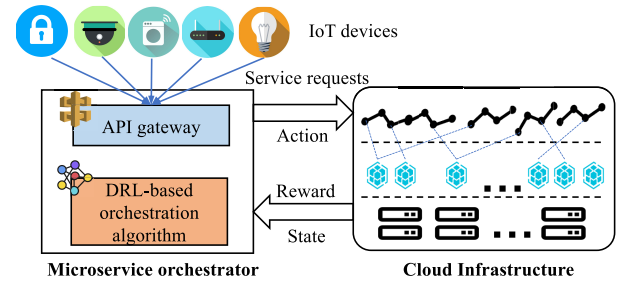 IoT devices
Service requests
API gateway
Action
DRL-based
orchestration
algorithm
Reward
State
Microservice orchestrator
Cloud Infrastructure